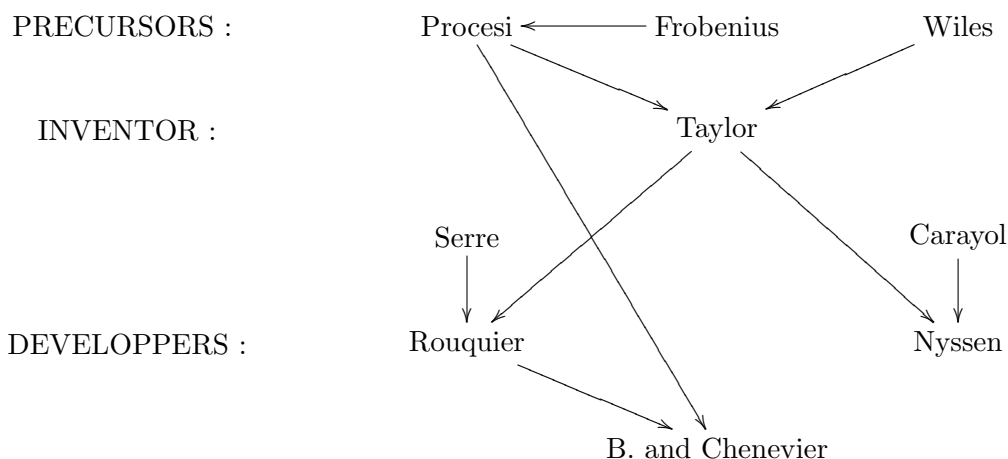 PRECURSORS : Procesi Frobenius Wiles
INVENTOR : Taylor
Serre Carayol
DEVELOPPERS : Rouquier Nyssen
B. and Chenevier